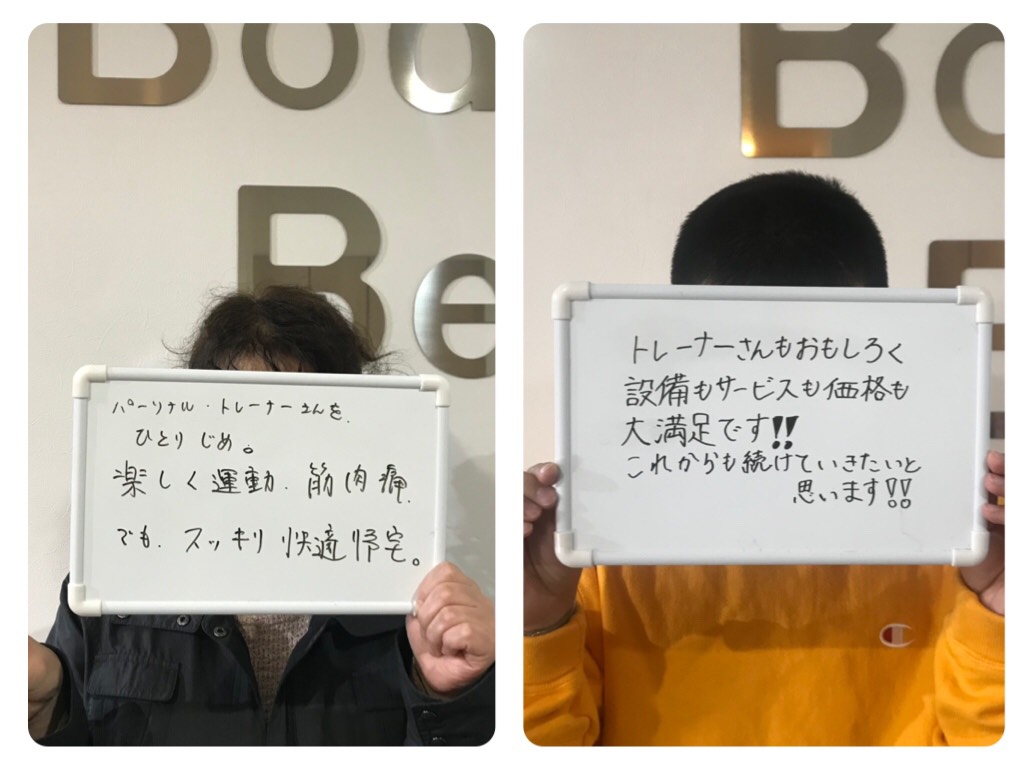 Bod
Be
パーソナル・トレーナーさんを、
ひとりじめ。
楽しく運動、筋肉痛、
でも、スッキリ快適帰宅。
Bo
トレーナーさんもおもしろく
設備もサービスも価格も
大満足です!!
これからも続けていきたいと
思います!!